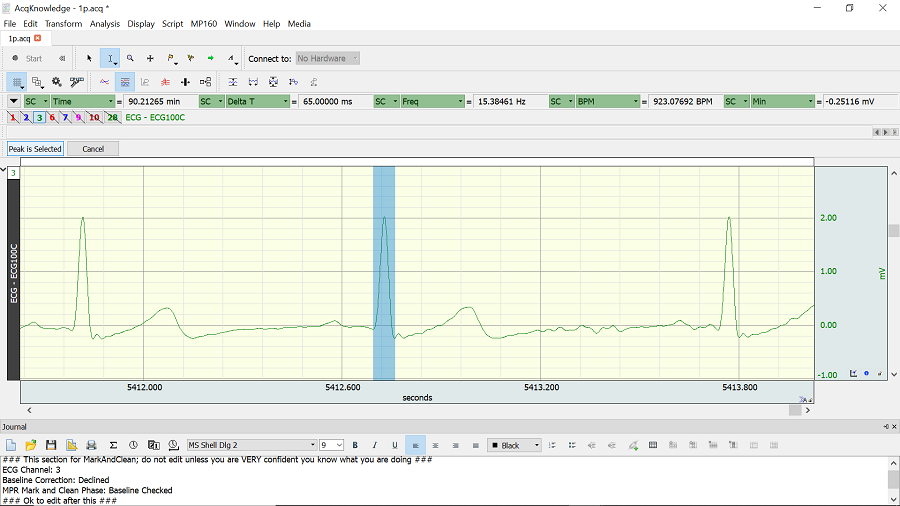 AcqKnowledge - 1p.acq *
File Edit Transform Analysis Display Script MP160 Window Help Media
1p.acq
Start Connect to: No Hardware
SC Time = 90.21265 min SC Delta T = 65.00000 ms SC Freq = 15.38461 Hz SC BPM = 923.07692 BPM SC Min = -0.25116 mV
1 2 3 6 7 9 10 28 ECG - ECG100C
Peak is Selected Cancel
3
ECG - ECG100C
2.00
1.00
0.00
-1.00
mV
5412.000 5412.600 5413.200 5413.800
seconds
Journal
MS Shell Dlg 2 9 B I U Black
### This section for MarkAndClean; do not edit unless you are VERY confident you know what you are doing ###
ECG Channel: 3
Baseline Correction: Declined
MPR Mark and Clean Phase: Baseline Checked
### Ok to edit after this ###